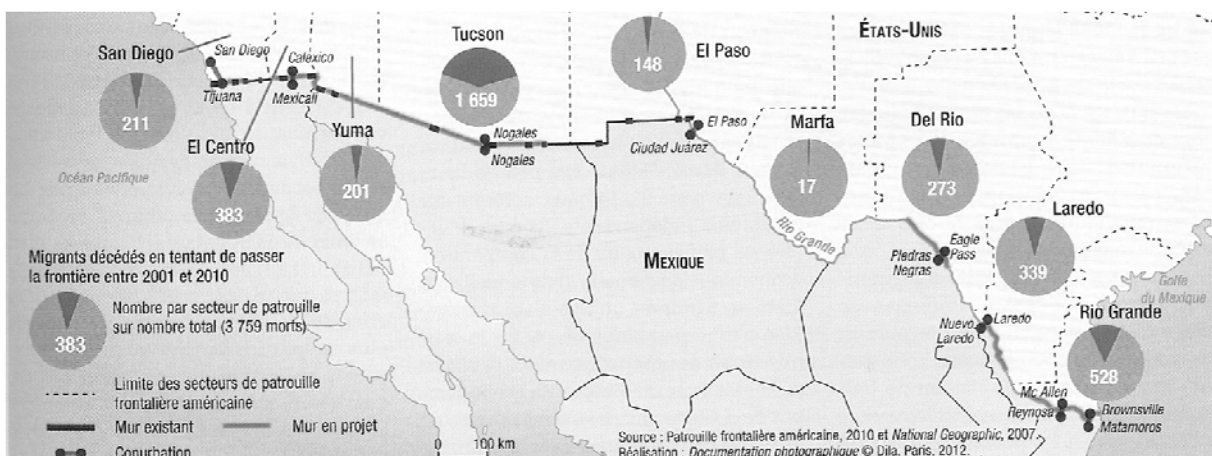 San Diego
San Diego
Tijuana
211
Calexico
Mexicali
El Centro
383
Yuma
201
Océan Pacifique
Tucson
1 659
Nogales
Nogales
148
El Paso
El Paso
Ciudad Juárez
ÉTATS-UNIS
Marfa
17
Rio Grande
MEXIQUE
Del Rio
273
Eagle
Pass
Piedras
Negras
Laredo
339
Laredo
Nuevo
Laredo
Golfe
du Mexique
Rio Grande
528
Mc Allen
Reynosa
Brownsville
Matamoros
Migrants décédés en tentant de passer
la frontière entre 2001 et 2010
383
Nombre par secteur de patrouille
sur nombre total (3 759 morts)
Limite des secteurs de patrouille
frontalière américaine
Mur existant
Mur en projet
Conurbation
0 100 km
Source : Patrouille frontalière américaine, 2010 et National Geographic, 2007.
Réalisation : Documentation photographique © Dila, Paris, 2012.